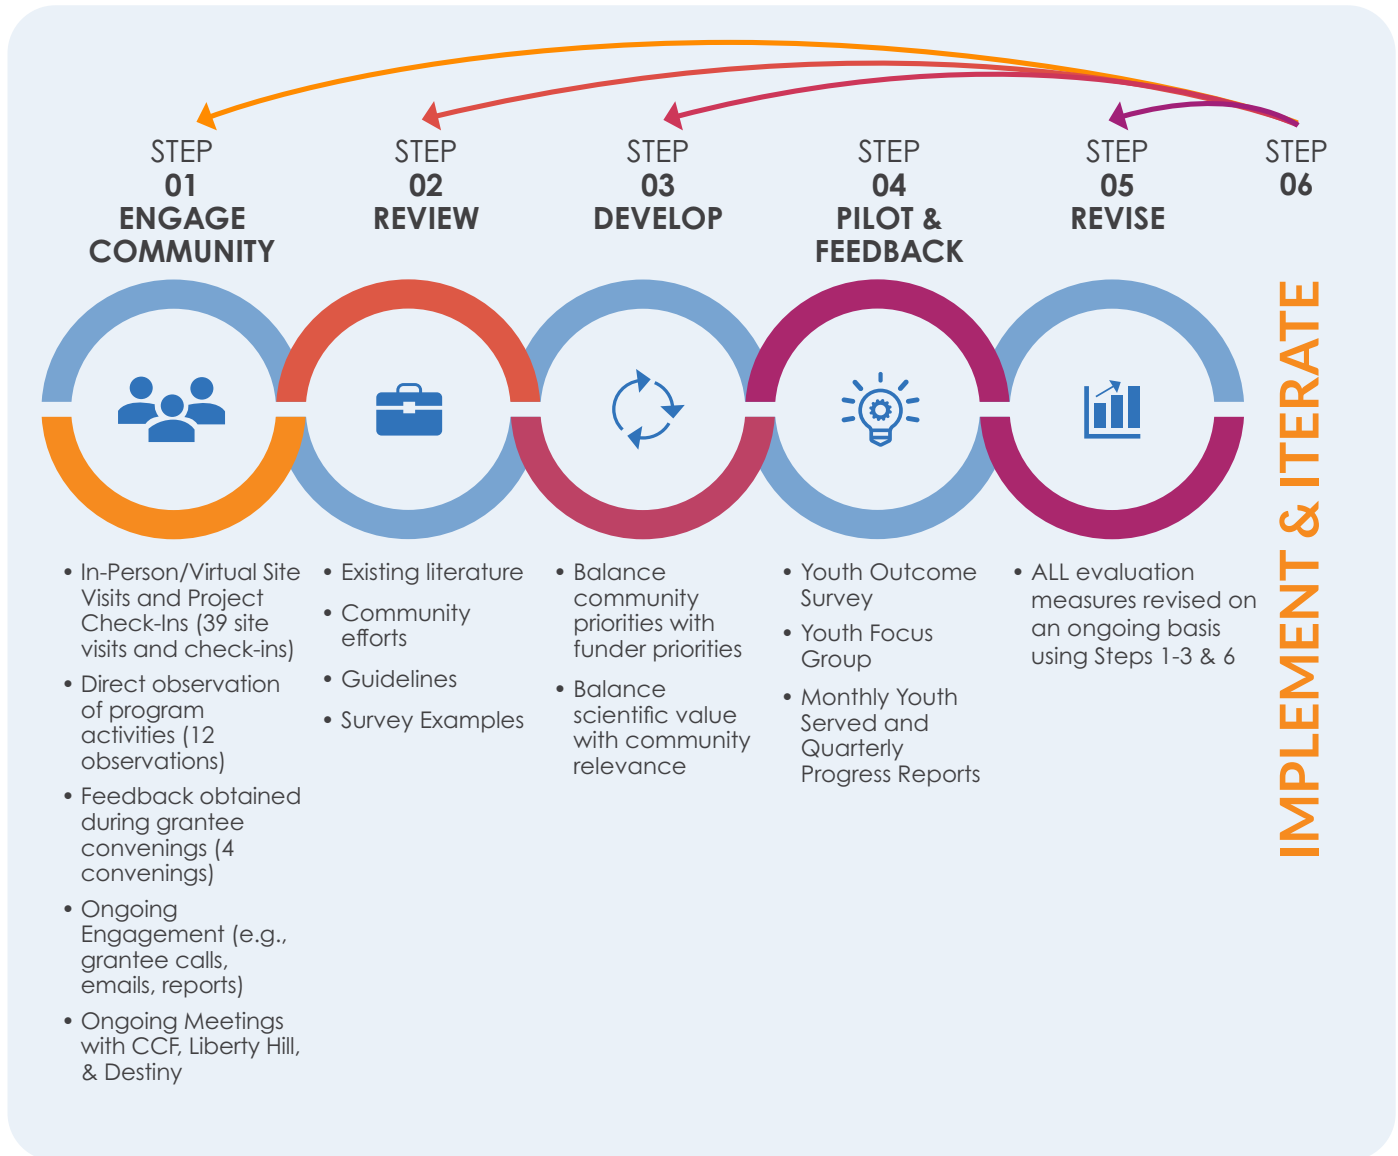 STEP
01
ENGAGE
COMMUNITY
• In-Person/Virtual Site
Visits and Project
Check-Ins (39 site
visits and check-ins)
• Direct observation
of program
activities (12
observations)
• Feedback obtained
during grantee
convenings (4
convenings)
• Ongoing
Engagement (e.g.,
grantee calls,
emails, reports)
• Ongoing Meetings
with CCF, Liberty Hill,
& Destiny
STEP
02
REVIEW
• Existing literature
• Community
efforts
• Guidelines
• Survey Examples
STEP
03
DEVELOP
• Balance
community
priorities with
funder priorities
• Balance
scientific value
with community
relevance
STEP
04
PILOT &
FEEDBACK
• Youth Outcome
Survey
• Youth Focus
Group
• Monthly Youth
Served and
Quarterly
Progress Reports
STEP
05
REVISE
• ALL evaluation
measures revised on
an ongoing basis
using Steps 1-3 & 6
STEP
06
IMPLEMENT & ITERATE